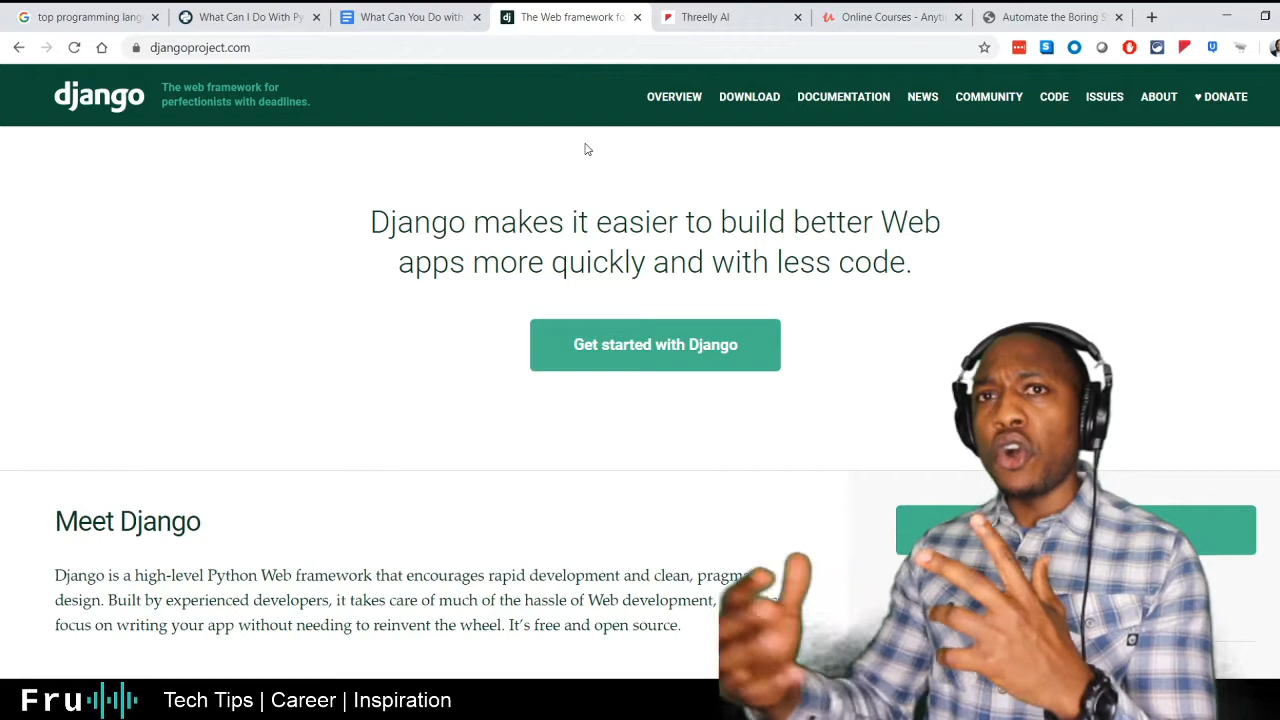 top programming lang
What Can I Do With Py
What Can You Do with
The Web framework fo
Threelly AI
Online Courses - Anyti
Automate the Boring S
djangoproject.com
django
The web framework for
perfectionists with deadlines.
OVERVIEW DOWNLOAD DOCUMENTATION NEWS COMMUNITY CODE ISSUES ABOUT ♥ DONATE
Django makes it easier to build better Web
apps more quickly and with less code.
Get started with Django
Meet Django
Django is a high-level Python Web framework that encourages rapid development and clean,
design. Built by experienced developers, it takes care of much of the hassle of Web development,
focus on writing your app without needing to reinvent the wheel. It's free and open source.
Fru
Tech Tips | Career | Inspiration